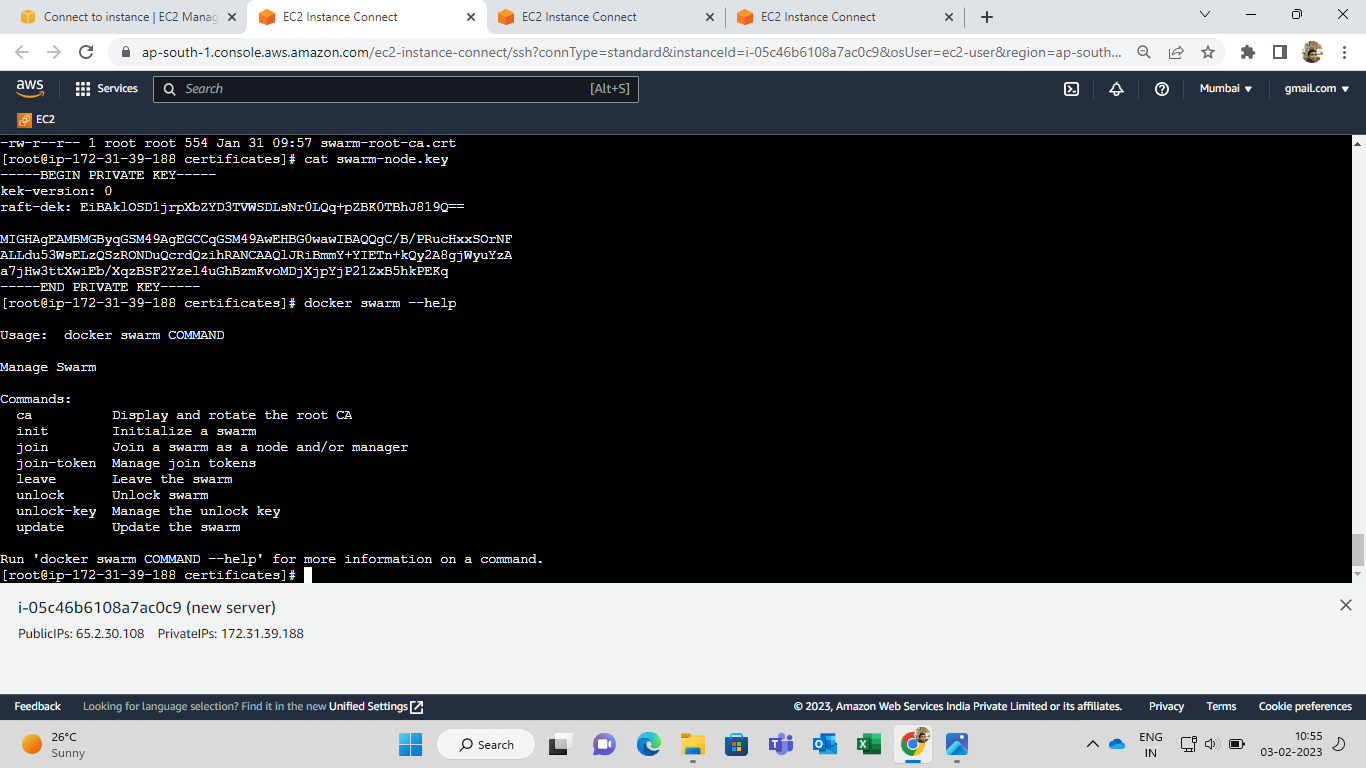 Connect to instance | EC2 Manag
EC2 Instance Connect
EC2 Instance Connect
EC2 Instance Connect
ap-south-1.console.aws.amazon.com/ec2-instance-connect/ssh?connType=standard&instanceId=i-05c46b6108a7ac0c9&osUser=ec2-user&region=ap-south...
aws
Services
Search
[Alt+S]
Mumbai
gmail.com
EC2
-rw-r--r-- 1 root root 554 Jan 31 09:57 swarm-root-ca.crt
[root@ip-172-31-39-188 certificates]# cat swarm-node.key
-----BEGIN PRIVATE KEY-----
kek-version: 0
raft-dek: EiBAklOSD1jrpXbZYD3TVWSDLsNr0LQq+pZBK0TBhJ819Q==
MIGHAgEAMBMGByqGSM49AgEGCCqGSM49AwEHBG0wawIBAQQgC/B/PRucHxxSOrNF
ALLdu53WsELzQSzRONDuQcrdQzihRANCAAQlJRiBmmY+YIETn+kQy2A8gjWyuYzA
a7jHw3ttXwiEb/XqzBSF2Yzel4uGhBzmKvoMDjXjpYjP21ZxB5hkPEKq
-----END PRIVATE KEY-----
[root@ip-172-31-39-188 certificates]# docker swarm --help
Usage:  docker swarm COMMAND
Manage Swarm
Commands:
ca          Display and rotate the root CA
init        Initialize a swarm
join        Join a swarm as a node and/or manager
join-token  Manage join tokens
leave       Leave the swarm
unlock      Unlock swarm
unlock-key  Manage the unlock key
update      Update the swarm
Run 'docker swarm COMMAND --help' for more information on a command.
[root@ip-172-31-39-188 certificates]#
i-05c46b6108a7ac0c9 (new server)
PublicIPs: 65.2.30.108    PrivateIPs: 172.31.39.188
Feedback
Looking for language selection? Find it in the new Unified Settings
© 2023, Amazon Web Services India Private Limited or its affiliates.
Privacy
Terms
Cookie preferences
26°C
Sunny
Search
ENG
IN
10:55
03-02-2023